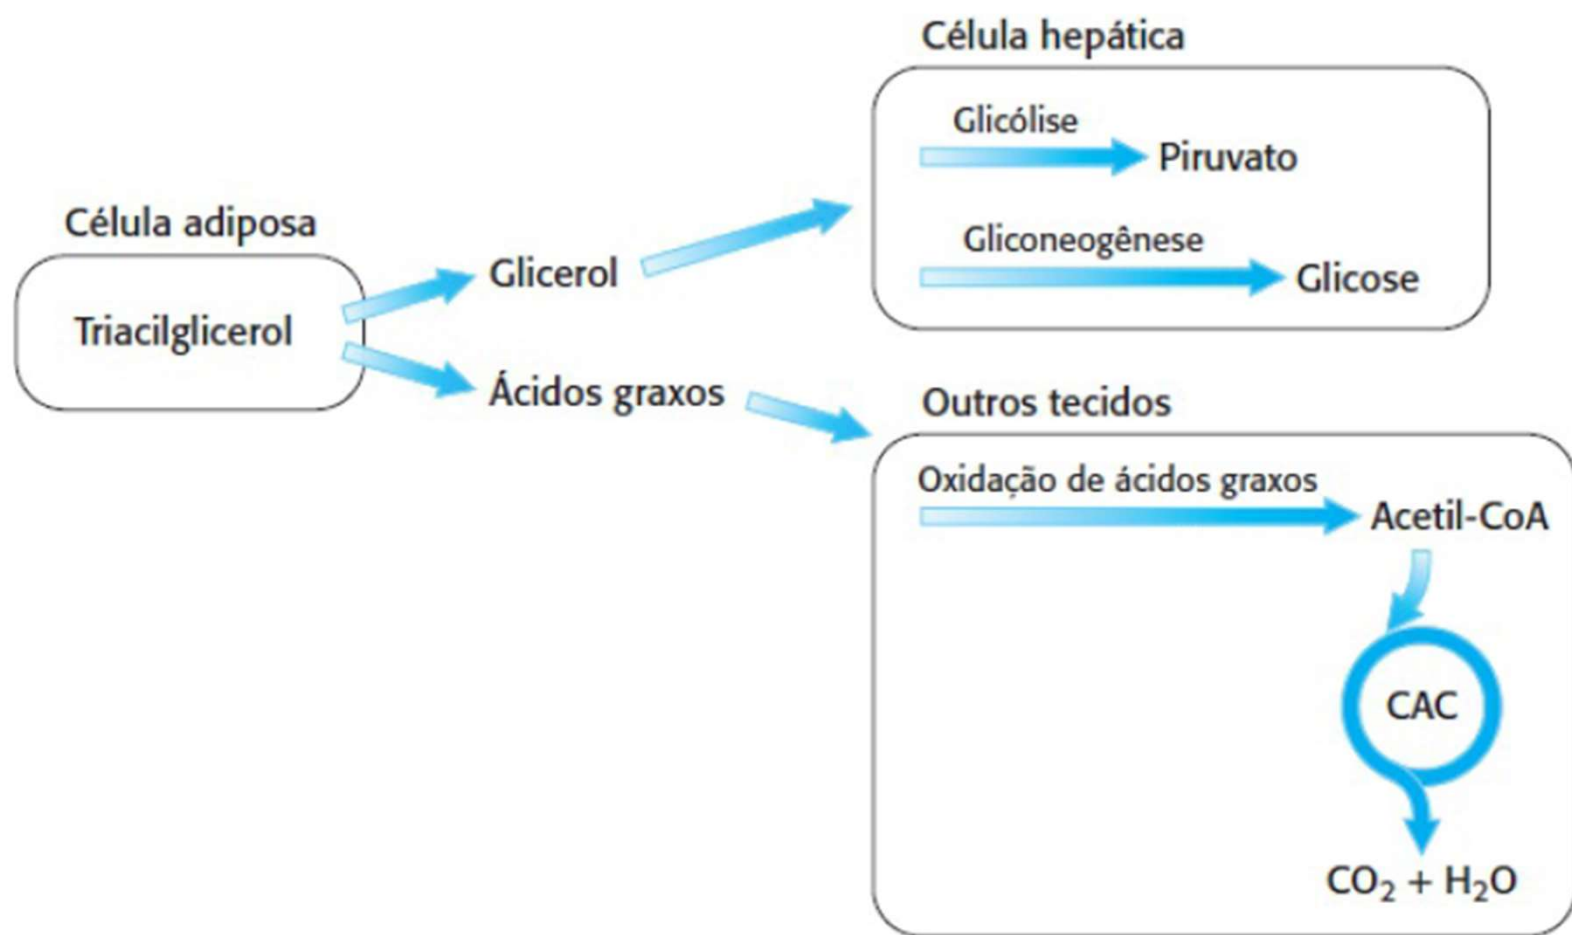 Célula hepática
Glicólise
Piruvato
Gliconeogênese
Glicose
Célula adiposa
Triacilglicerol
Glicerol
Ácidos graxos
Outros tecidos
Oxidação de ácidos graxos
Acetil-CoA
CAC
CO₂ + H₂O